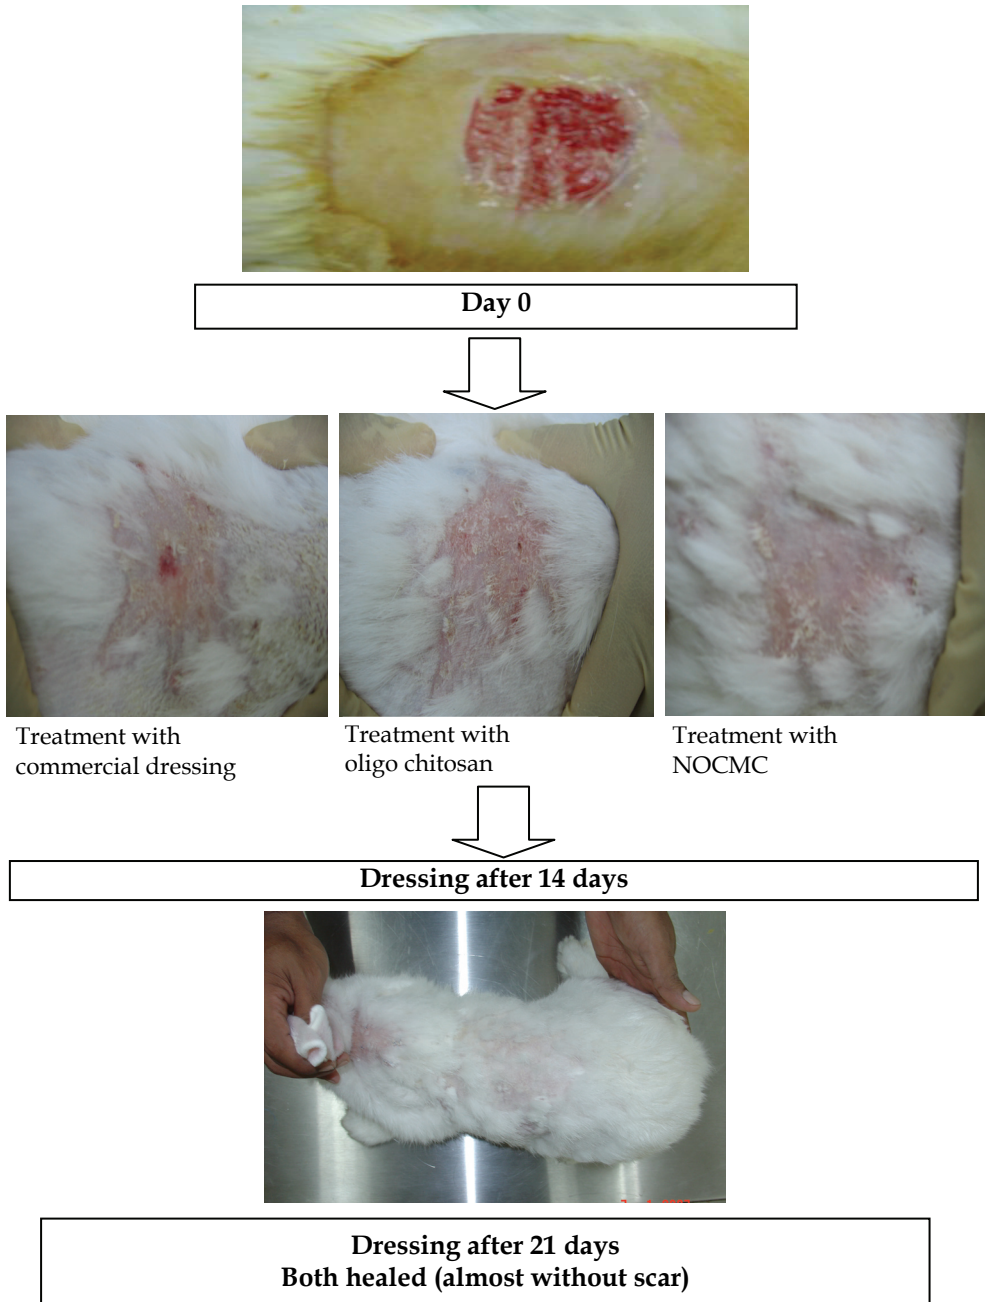 Day 0
Treatment with
commercial dressing
Treatment with
oligo chitosan
Treatment with
NOCMC
Dressing after 14 days
Dressing after 21 days
Both healed (almost without scar)